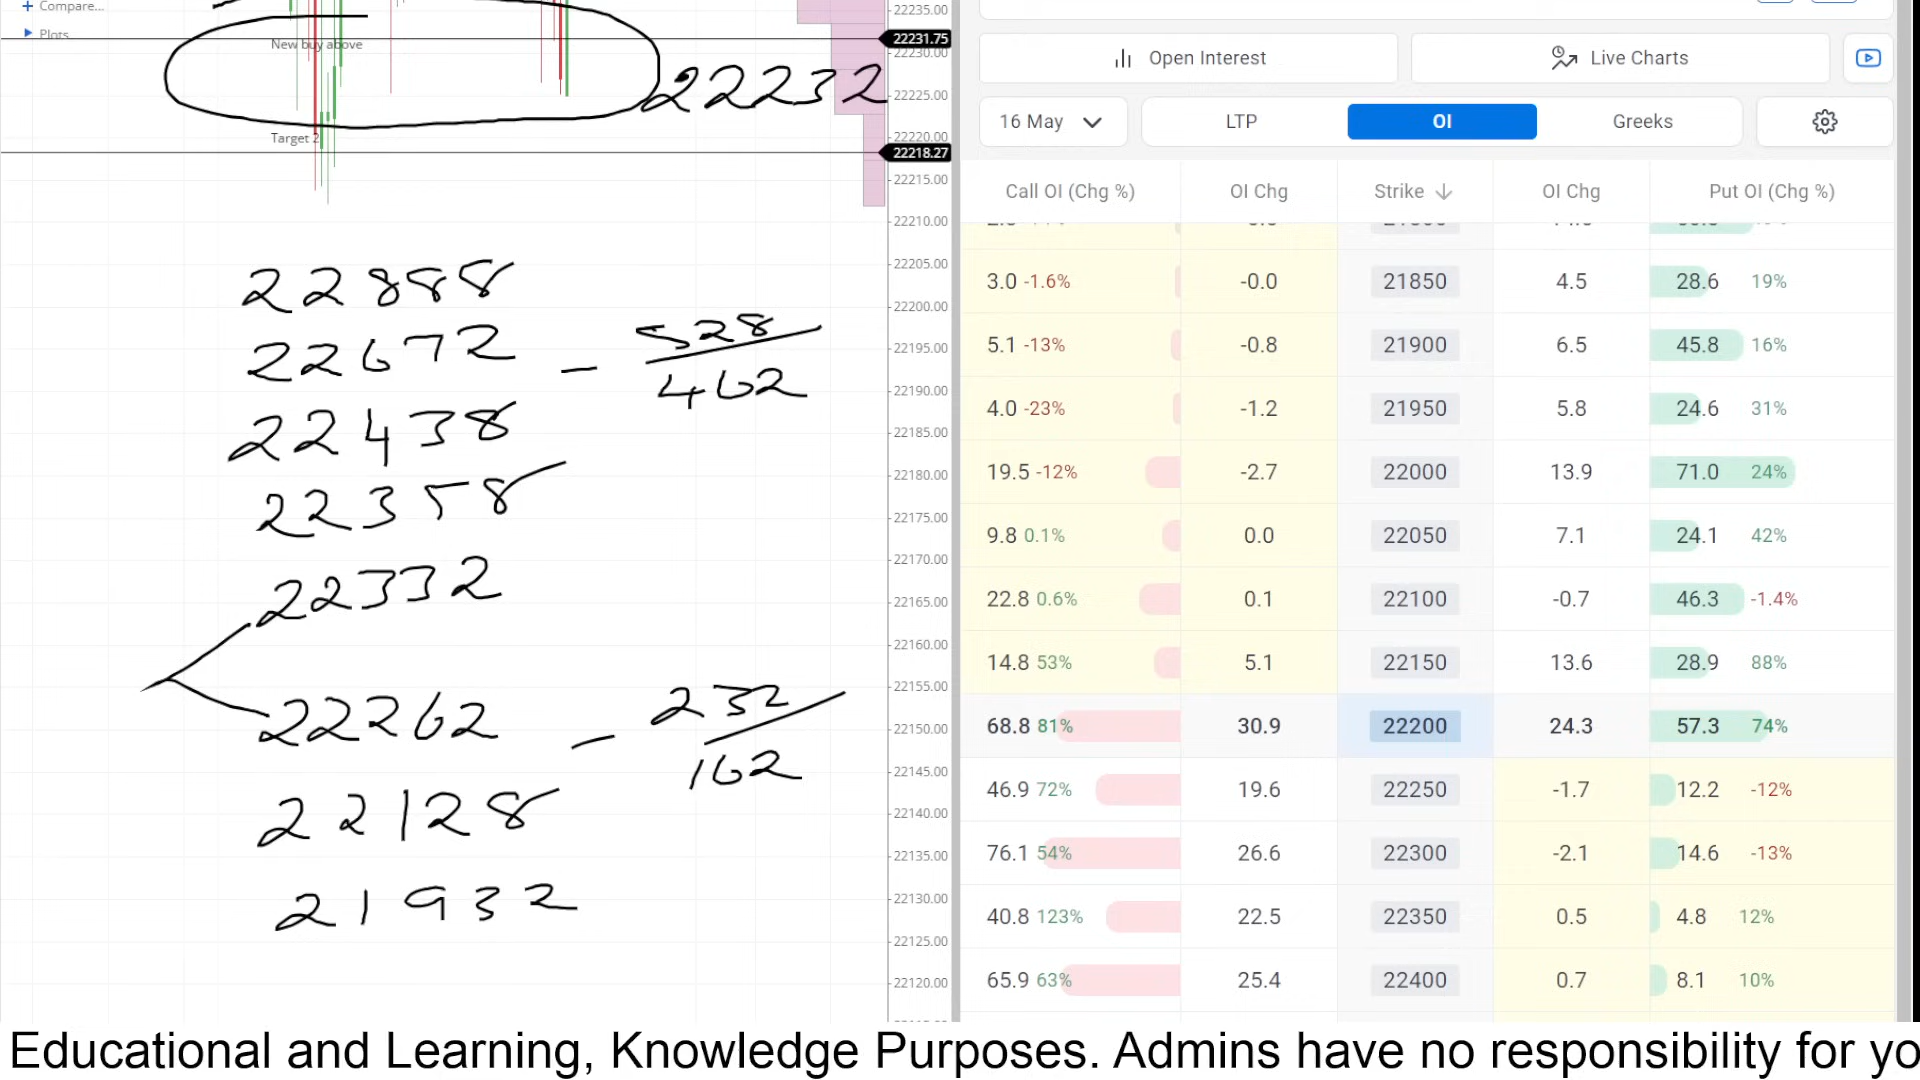 Compare...
Plots
New buy above
Target 2
22232
22235.00
22231.75
22230.00
22225.00
22220.00
22218.27
22215.00
22210.00
22205.00
22200.00
22195.00
22190.00
22185.00
22180.00
22175.00
22170.00
22165.00
22160.00
22155.00
22150.00
22145.00
22140.00
22135.00
22130.00
22125.00
22120.00
22888
22672 - 528
462
22438
22358
22332
22262 - 232
162
22128
21932
Open Interest Live Charts
16 May LTP OI Greeks
Call OI (Chg %) OI Chg Strike OI Chg Put OI (Chg %)
3.0 -1.6% -0.0 21850 4.5 28.6 19%
5.1 -13% -0.8 21900 6.5 45.8 16%
4.0 -23% -1.2 21950 5.8 24.6 31%
19.5 -12% -2.7 22000 13.9 71.0 24%
9.8 0.1% 0.0 22050 7.1 24.1 42%
22.8 0.6% 0.1 22100 -0.7 46.3 -1.4%
14.8 53% 5.1 22150 13.6 28.9 88%
68.8 81% 30.9 22200 24.3 57.3 74%
46.9 72% 19.6 22250 -1.7 12.2 -12%
76.1 54% 26.6 22300 -2.1 14.6 -13%
40.8 123% 22.5 22350 0.5 4.8 12%
65.9 63% 25.4 22400 0.7 8.1 10%
Educational and Learning, Knowledge Purposes. Admins have no responsibility for yo